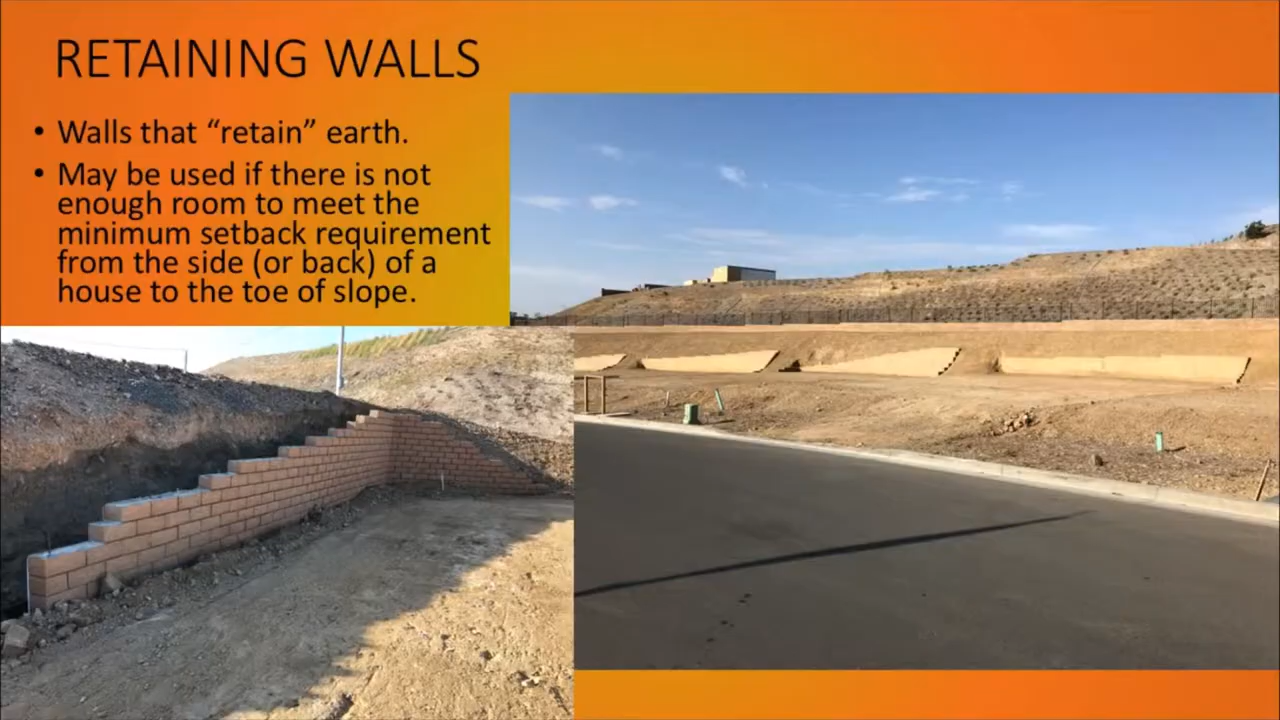 RETAINING WALLS
• Walls that “retain” earth.
• May be used if there is not
enough room to meet the
minimum setback requirement
from the side (or back) of a
house to the toe of slope.